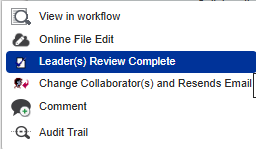 View in workflow
Online File Edit
Leader(s) Review Complete
Change Collaborator(s) and Resends Email
Comment
Audit Trail